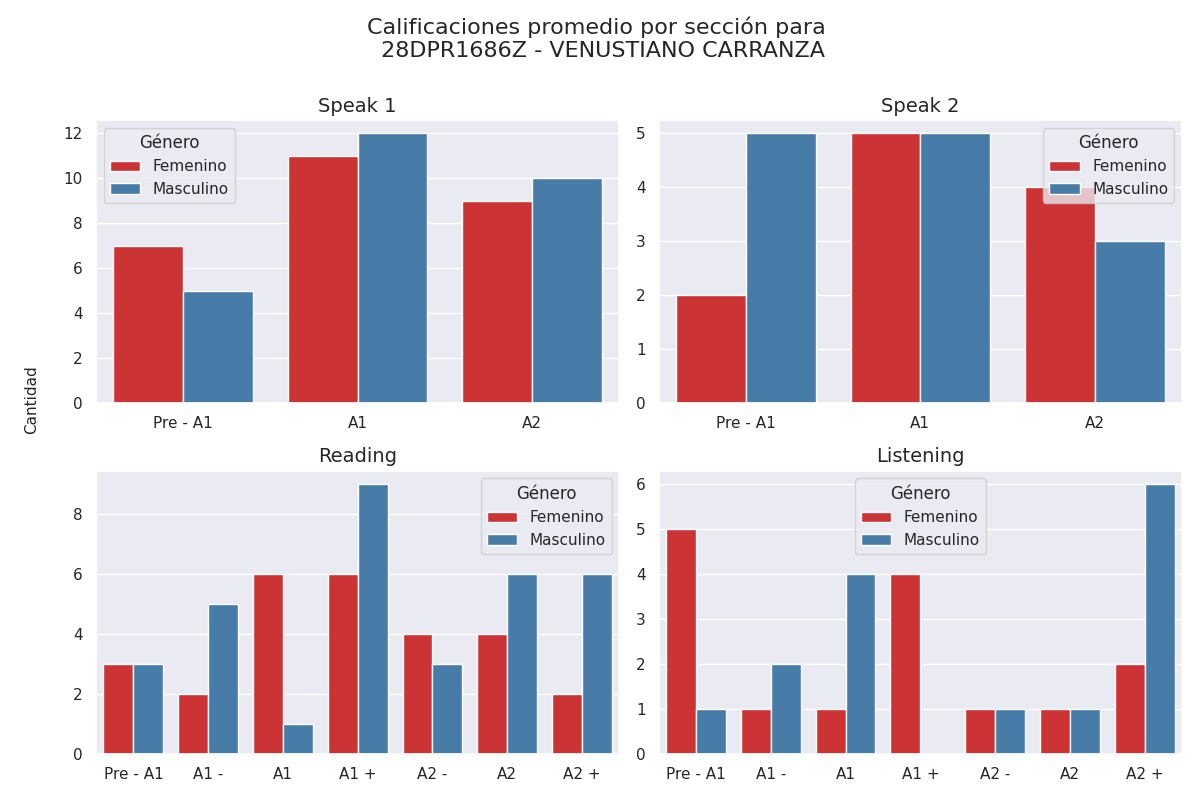 Calificaciones promedio por sección para
28DPR1686Z - VENUSTIANO CARRANZA
Cantidad
Speak 1
Género
Femenino
Masculino
12
10
8
6
4
2
0
Pre - A1 A1 A2
Speak 2
Género
Femenino
Masculino
5
4
3
2
1
0
Pre - A1 A1 A2
Reading
Género
Femenino
Masculino
8
6
4
2
0
Pre - A1 A1 - A1 A1 + A2 - A2 A2 +
Listening
Género
Femenino
Masculino
6
5
4
3
2
1
0
Pre - A1 A1 - A1 A1 + A2 - A2 A2 +